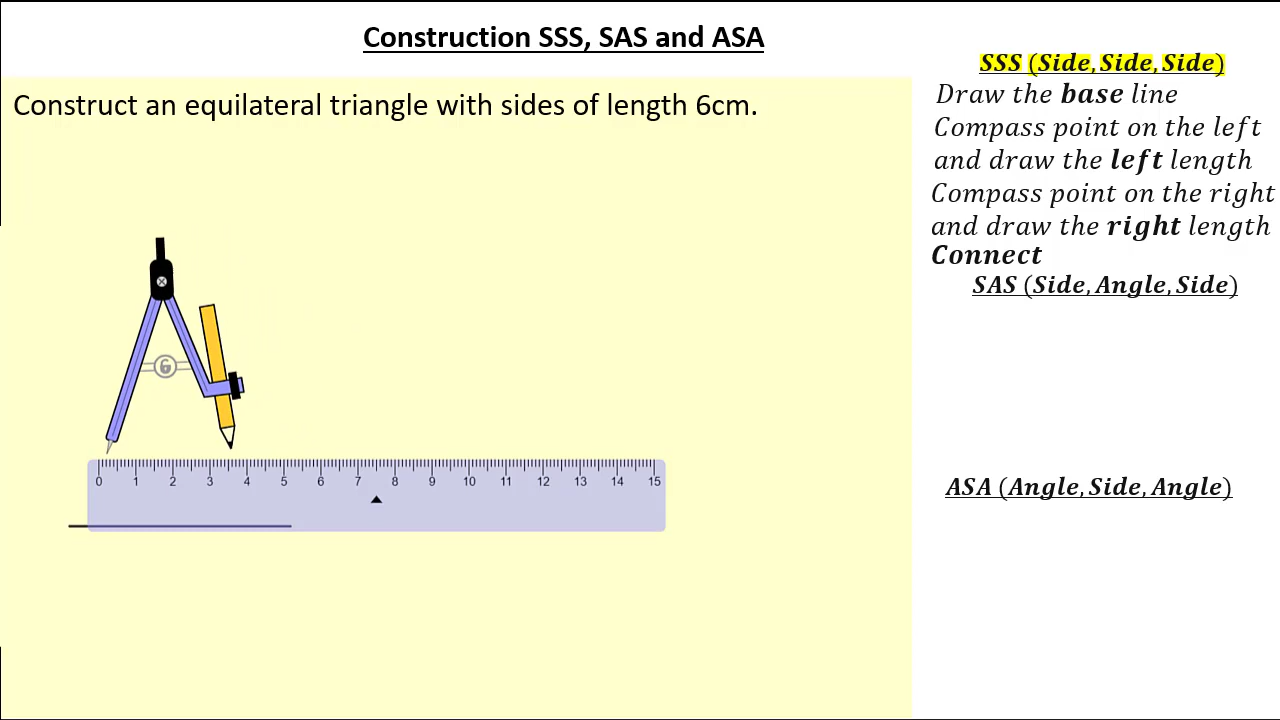 Construction SSS, SAS and ASA
Construct an equilateral triangle with sides of length 6cm.
0 1 2 3 4 5 6 7 8 9 10 11 12 13 14 15
SSS (Side, Side, Side)
Draw the base line
Compass point on the left
and draw the left length
Compass point on the right
and draw the right length
Connect
SAS (Side, Angle, Side)
ASA (Angle, Side, Angle)